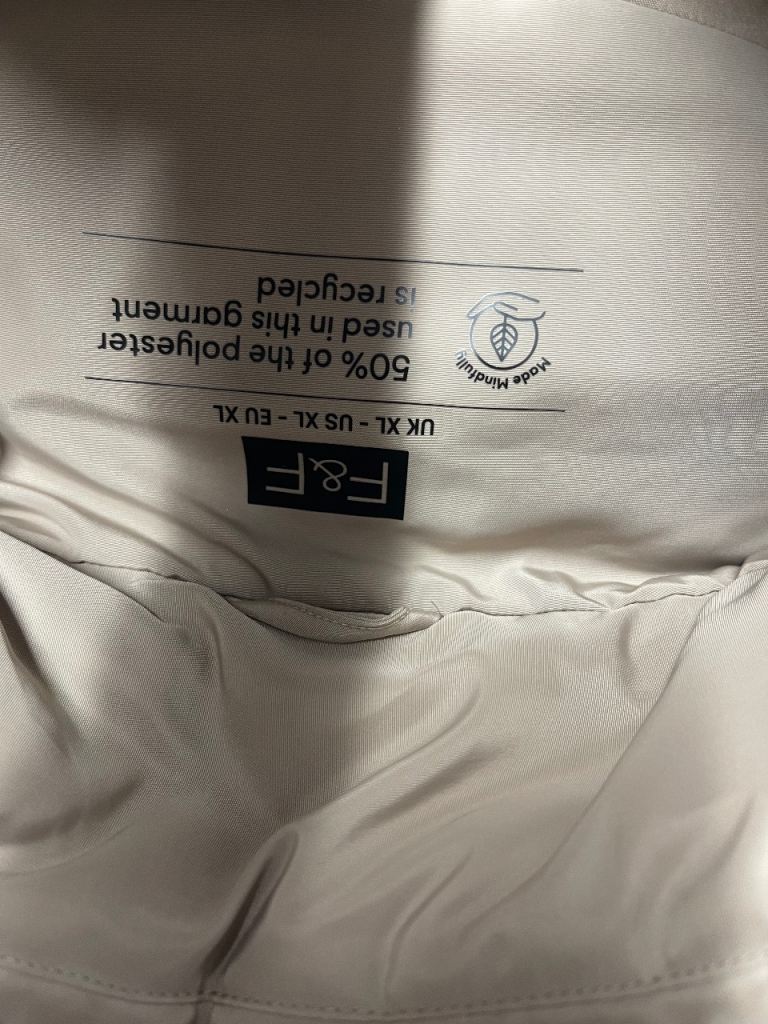 F&F
UK XL - US XL - EU XL
Made Mindfully
50% of the polyester
used in this garment
is recycled